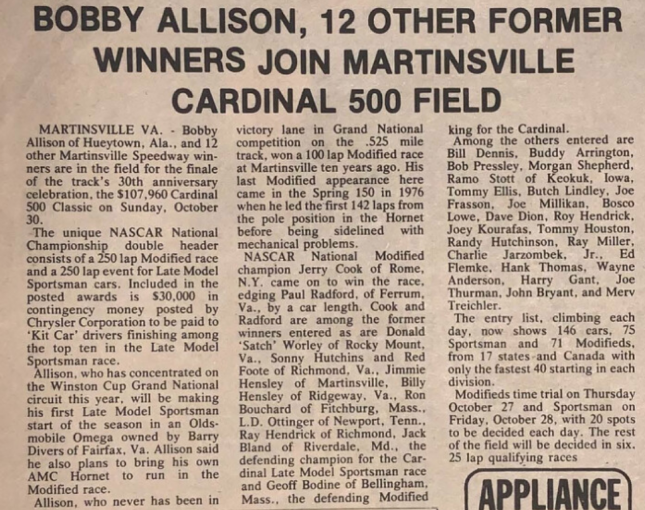 BOBBY ALLISON, 12 OTHER FORMER
WINNERS JOIN MARTINSVILLE
CARDINAL 500 FIELD
MARTINSVILLE VA. - Bobby
Allison of Hueytown, Ala., and 12
other Martinsville Speedway win-
ners are in the field for the finale
of the track's 30th anniversary
celebration, the $107,960 Cardinal
500 Classic on Sunday, October
30.
The unique NASCAR National
Championship double header
consists of a 250 lap Modified race
and a 250 lap event for Late Model
Sportsman cars. Included in the
posted awards is $30,000 in
contingency money posted by
Chrysler Corporation to be paid to
'Kit Car' drivers finishing among
the top ten in the Late Model
Sportsman race.
Allison, who has concentrated on
the Winston Cup Grand National
circuit this year, will be making
his first Late Model Sportsman
start of the season in an Olds-
mobile Omega owned by Barry
Divers of Fairfax, Va. Allison said
he also plans to bring his own
AMC Hornet to run in the
Modified race.
Allison, who never has been in
victory lane in Grand National
competition on the .525 mile
track, won a 100 lap Modified race
at Martinsville ten years ago. His
last Modified appearance here
came in the Spring 150 in 1976
when he led the first 142 laps from
the pole position in the Hornet
before being sidelined with
mechanical problems.
NASCAR National Modified
champion Jerry Cook of Rome,
N.Y. came on to win the race,
edging Paul Radford, of Ferrum,
Va., by a car length. Cook and
Radford are among the former
winners entered as are Donald
'Satch' Worley of Rocky Mount,
Va., Sonny Hutchins and Red
Foote of Richmond, Va., Jimmie
Hensley of Martinsville, Billy
Hensley of Ridgeway, Va., Ron
Bouchard of Fitchburg, Mass.,
L.D. Ottinger of Newport, Tenn.,
Ray Hendrick of Richmond, Jack
Bland of Riverdale, Md., the
defending champion for the Car-
dinal Late Model Sportsman race
and Geoff Bodine of Bellingham,
Mass., the defending Modified
king for the Cardinal.
Among the others entered are
Bill Dennis, Buddy Arrington,
Bob Pressley, Morgan Shepherd,
Ramo Stott of Keokuk, Iowa,
Tommy Ellis, Butch Lindley, Joe
Frasson, Joe Millikan, Bosco
Lowe, Dave Dion, Roy Hendrick,
Joey Kourafas, Tommy Houston,
Randy Hutchinson, Ray Miller,
Charlie Jarzombek, Jr., Ed
Flemke, Hank Thomas, Wayne
Anderson, Harry Gant, Joe
Thurman, John Bryant, and Merv
Treichler.
The entry list, climbing each
day, now shows 146 cars, 75
Sportsman and 71 Modifieds,
from 17 states and Canada with
only the fastest 40 starting in each
division.
Modifieds time trial on Thursday
October 27 and Sportsman on
Friday, October 28, with 20 spots
to be decided each day. The rest
of the field will be decided in six.
25 lap qualifying races
APPLIANCE